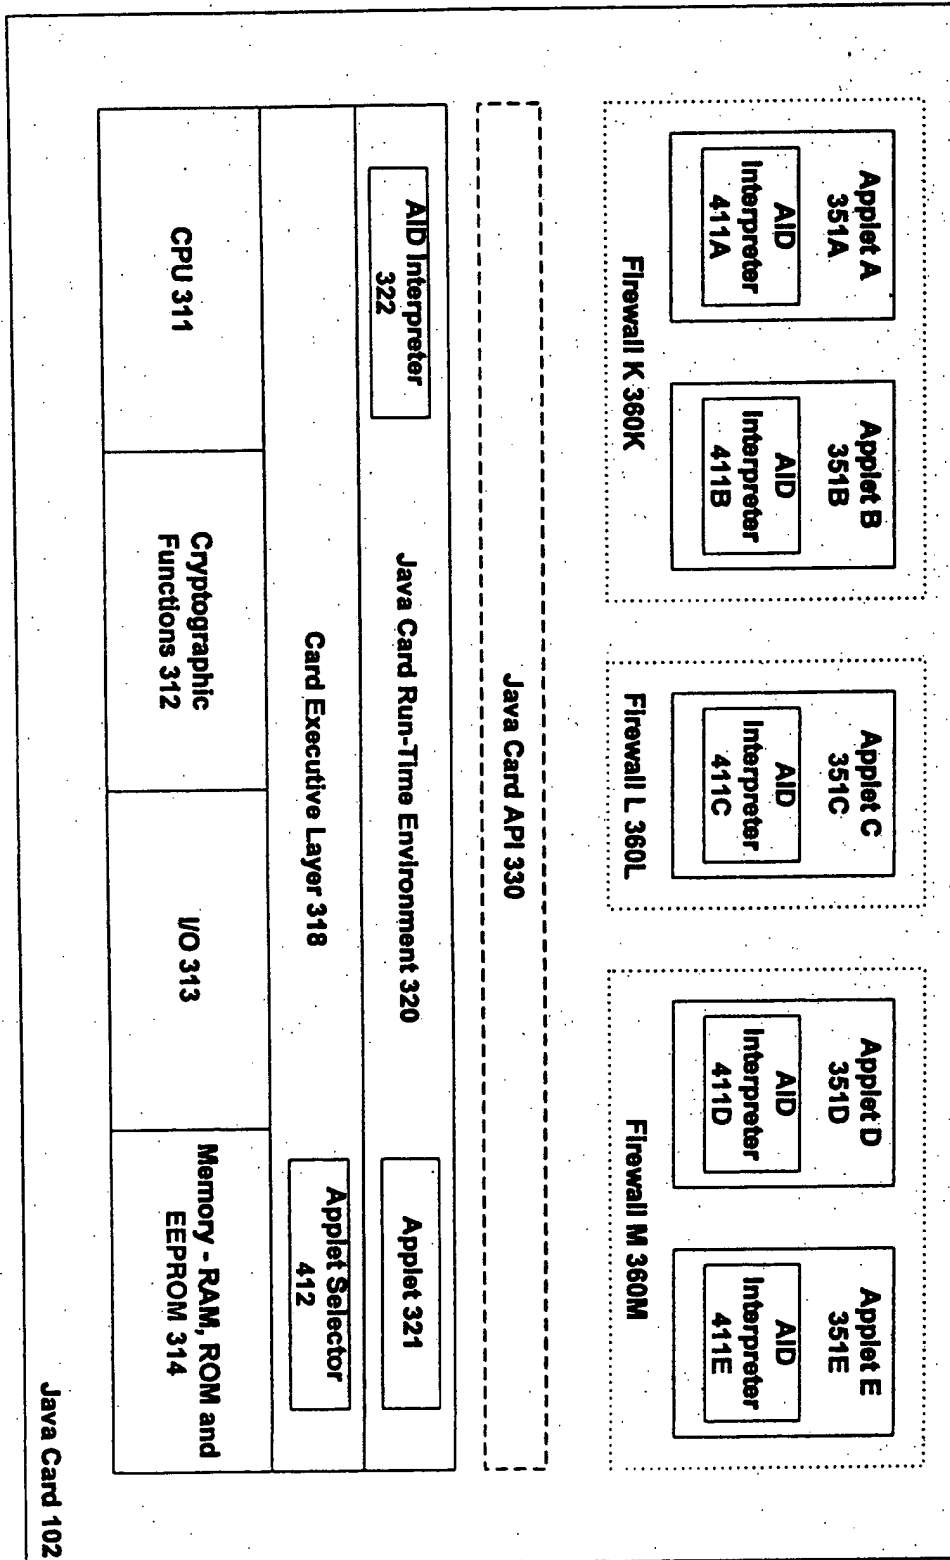 Applet A
351A
AID
Interpreter
411A
Applet B
351B
AID
Interpreter
411B
Firewall K 360K
Applet C
351C
AID
Interpreter
411C
Firewall L 360L
Applet D
351D
AID
Interpreter
411D
Applet E
351E
AID
Interpreter
411E
Firewall M 360M
Java Card API 330
AID Interpreter
322
Java Card Run-Time Environment 320
Applet 321
Card Executive Layer 318
Applet Selector
412
CPU 311
Cryptographic
Functions 312
I/O 313
Memory - RAM, ROM and
EEPROM 314
Java Card 102